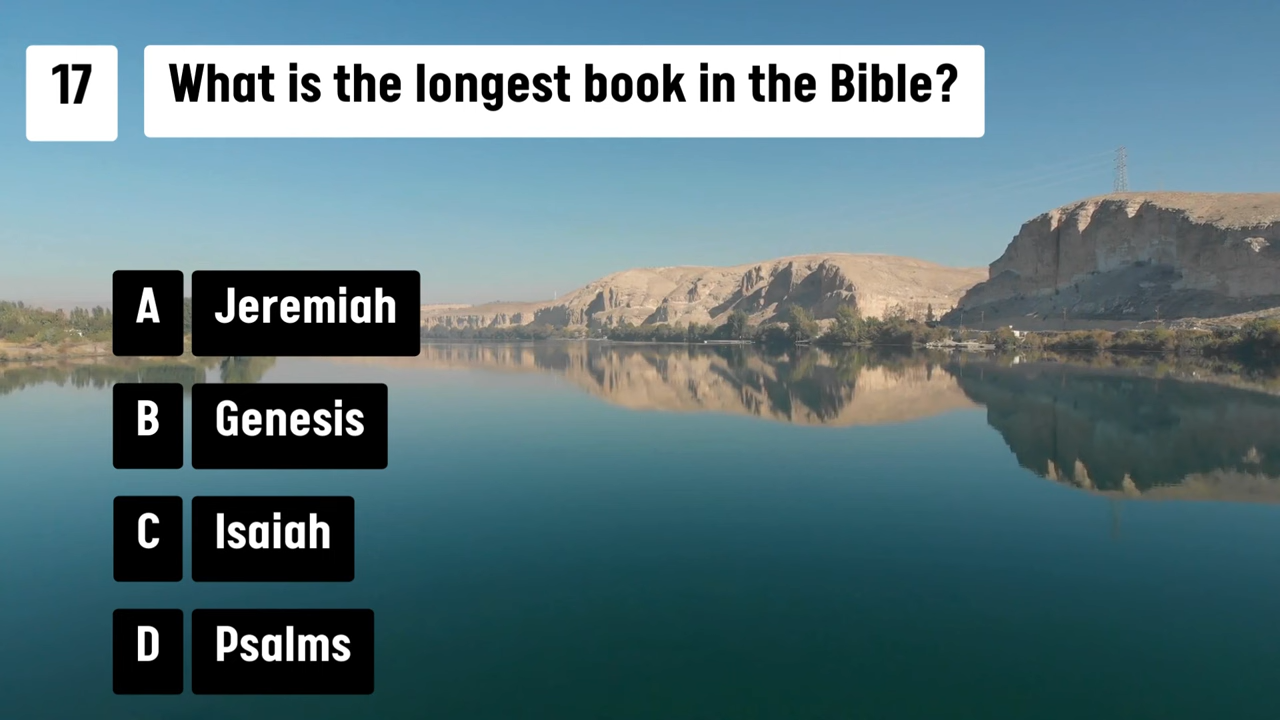 17 What is the longest book in the Bible?
A Jeremiah
B Genesis
C Isaiah
D Psalms